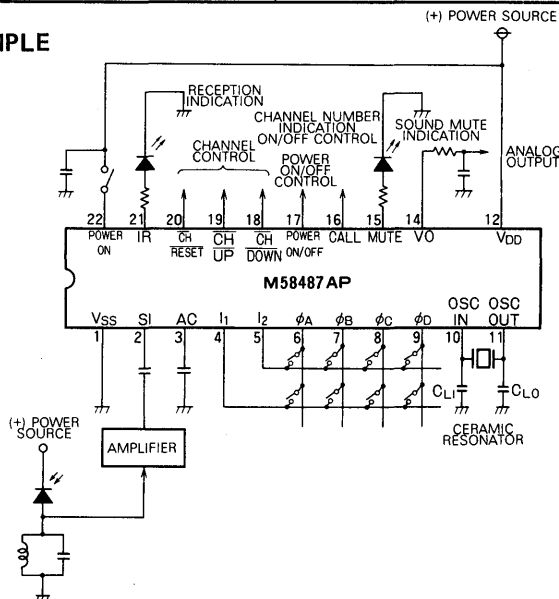 (+) POWER SOURCE
MPLE
RECEPTION
INDICATION
CHANNEL NUMBER
INDICATION
ON/OFF CONTROL
SOUND MUTE
INDICATION
CHANNEL
CONTROL
POWER
ON/OFF
CONTROL
ANALOG
OUTPUT
22 21 20 19 18 17 16 15 14 12
POWER ON
IR
CH RESET
CH UP
CH DOWN
POWER ON/OFF
CALL
MUTE
VO
VDD
M58487AP
VSS SI AC I1 I2 φA φB φC φD OSC IN OSC OUT
1 2 3 4 5 6 7 8 9 10 11
CLI
CLO
CERAMIC
RESONATOR
(+) POWER
SOURCE
AMPLIFIER